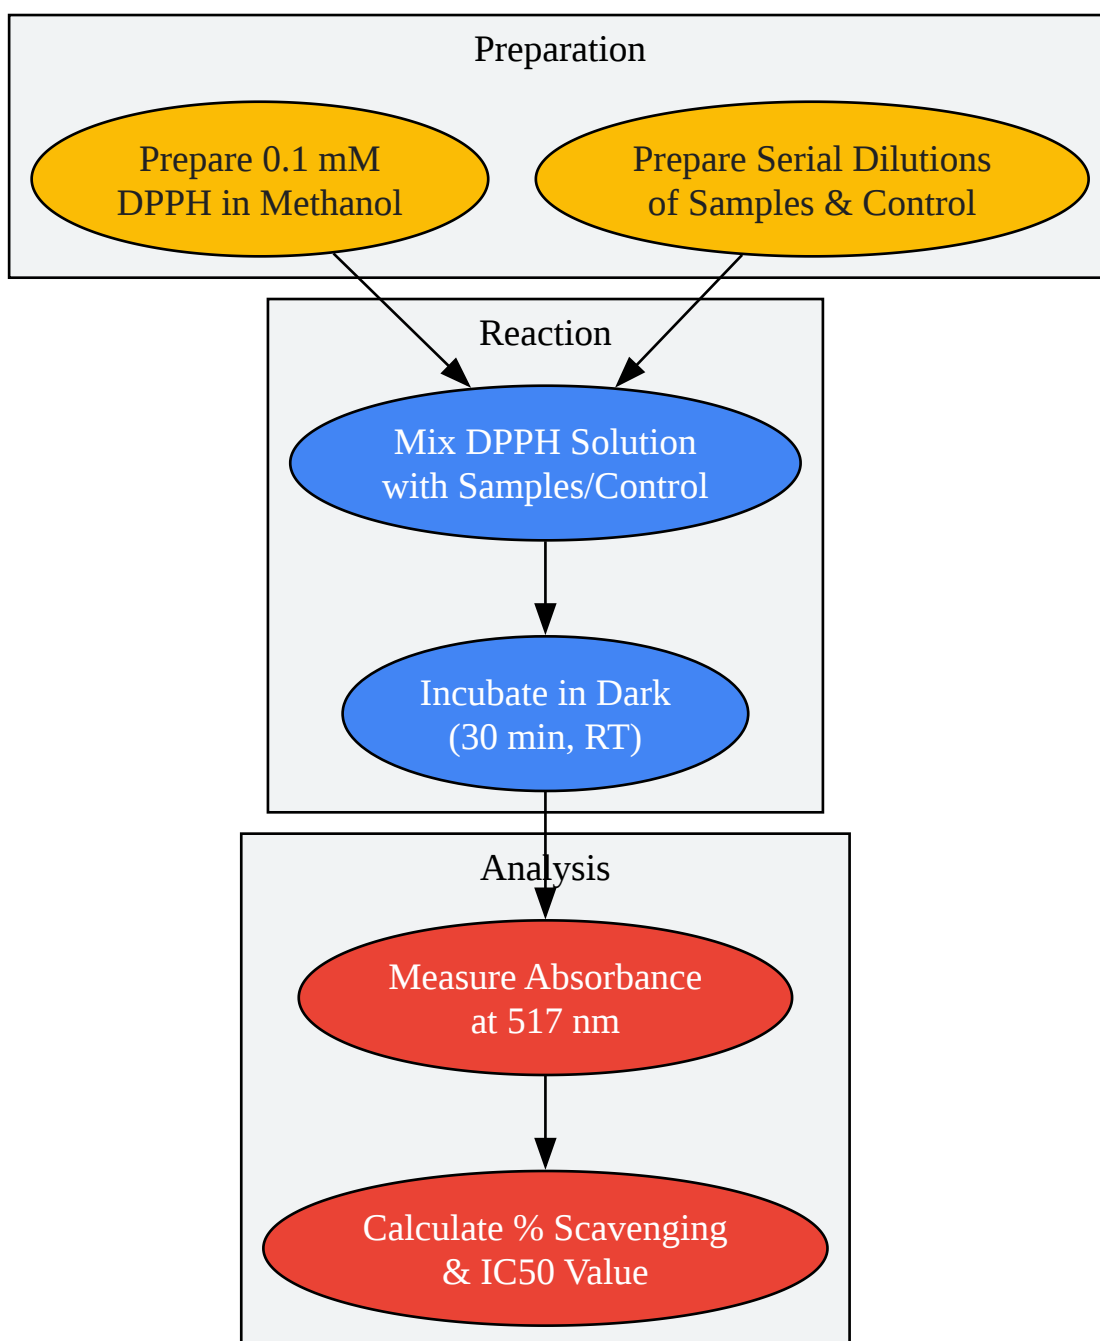 Preparation
Prepare 0.1 mM
DPPH in Methanol
Prepare Serial Dilutions
of Samples & Control
Reaction
Mix DPPH Solution
with Samples/Control
Incubate in Dark
(30 min, RT)
Analysis
Measure Absorbance
at 517 nm
Calculate % Scavenging
& IC50 Value